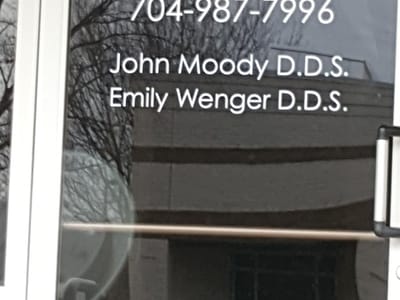 704-987-7996
John Moody D.D.S.
Emily Wenger D.D.S.